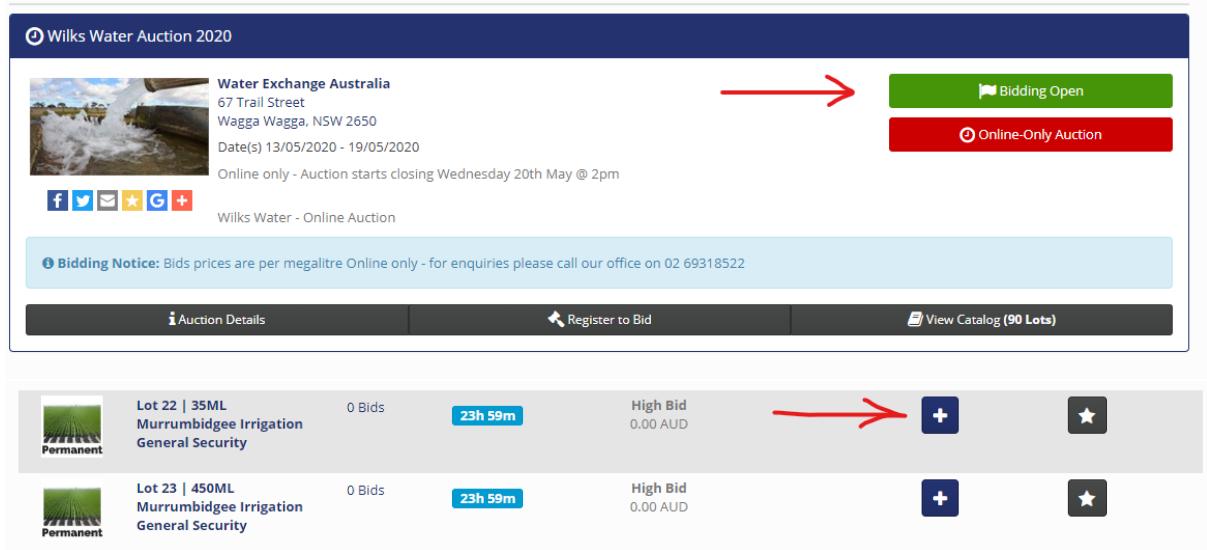 Wilks Water Auction 2020
Water Exchange Australia
67 Trail Street
Wagga Wagga, NSW 2650
Date(s) 13/05/2020 - 19/05/2020
Online only - Auction starts closing Wednesday 20th May @ 2pm
Wilks Water - Online Auction
Bidding Open
Online-Only Auction
Bidding Notice: Bids prices are per megalitre Online only - for enquiries please call our office on 02 69318522
Auction Details
Register to Bid
View Catalog (90 Lots)
Permanent
Lot 22 | 35ML
Murrumbidgee Irrigation
General Security
0 Bids
23h 59m
High Bid
0.00 AUD
Permanent
Lot 23 | 450ML
Murrumbidgee Irrigation
General Security
0 Bids
23h 59m
High Bid
0.00 AUD